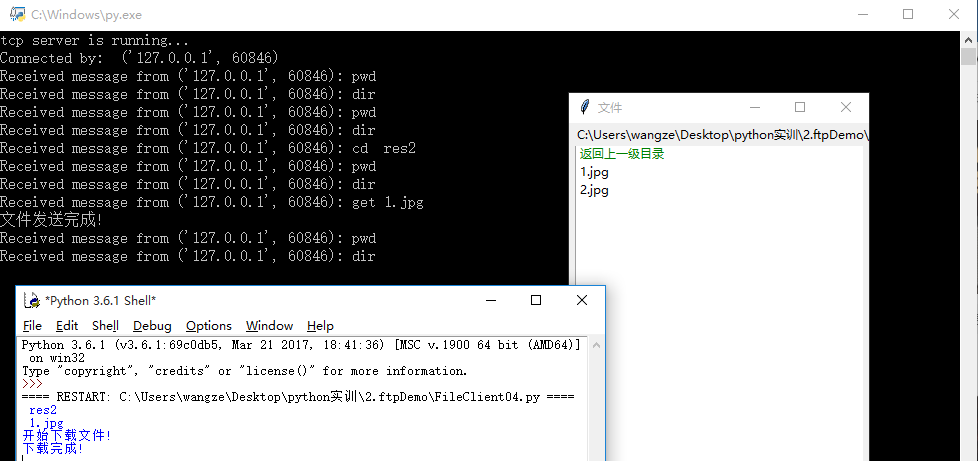 C:\Windows\py.exe
tcp server is running...
Connected by:  ('127.0.0.1', 60846)
Received message from ('127.0.0.1', 60846): pwd
Received message from ('127.0.0.1', 60846): dir
Received message from ('127.0.0.1', 60846): pwd
Received message from ('127.0.0.1', 60846): dir
Received message from ('127.0.0.1', 60846): cd  res2
Received message from ('127.0.0.1', 60846): pwd
Received message from ('127.0.0.1', 60846): dir
Received message from ('127.0.0.1', 60846): get 1.jpg
文件发送完成!
Received message from ('127.0.0.1', 60846): pwd
Received message from ('127.0.0.1', 60846): dir
文件
C:\Users\wangze\Desktop\python实训\2.ftpDemo\
返回上一级目录
1.jpg
2.jpg
*Python 3.6.1 Shell*
File Edit Shell Debug Options Window Help
Python 3.6.1 (v3.6.1:69c0db5, Mar 21 2017, 18:41:36) [MSC v.1900 64 bit (AMD64)]
on win32
Type "copyright", "credits" or "license()" for more information.
>>>
==== RESTART: C:\Users\wangze\Desktop\python实训\2.ftpDemo\FileClient04.py ====
res2
1.jpg
开始下载文件!
下载完成!